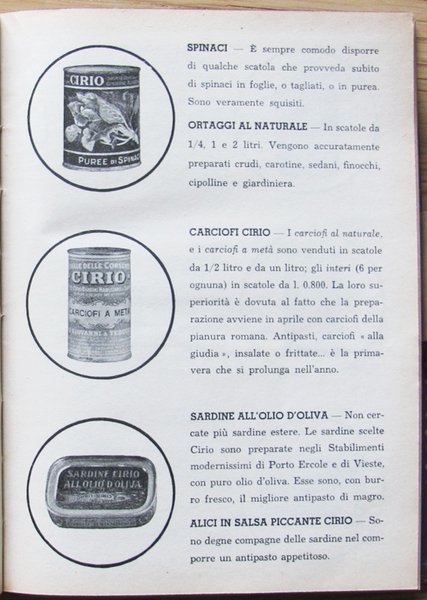 CIRIO
PUREE DI SPINAC
SPINACI — È sempre comodo disporre
di qualche scatola che provveda subito
di spinaci in foglie, o tagliati, o in purea.
Sono veramente squisiti.
ORTAGGI AL NATURALE — In scatole da
1/4, 1 e 2 litri. Vengono accuratamente
preparati crudi, carotine, sedani, finocchi,
cipolline e giardiniera.
CIRIO
CARCIOFI A META
S. GIOVANNI A TEDUC
CARCIOFI CIRIO — I carciofi al naturale,
e i carciofi a metà sono venduti in scatole
da 1/2 litro e da un litro; gli interi (6 per
ognuna) in scatole da l. 0.800. La loro su-
periorità è dovuta al fatto che la prepa-
razione avviene in aprile con carciofi della
pianura romana. Antipasti, carciofi « alla
giudia », insalate o frittate... è la prima-
vera che si prolunga nell'anno.
SARDINE CIRIO
ALL'OLIO D'OLIVA
SARDINE ALL'OLIO D'OLIVA — Non cer-
cate più sardine estere. Le sardine scelte
Cirio sono preparate negli Stabilimenti
modernissimi di Porto Ercole e di Vieste,
con puro olio d'oliva. Esse sono, con bur-
ro fresco, il migliore antipasto di magro.
ALICI IN SALSA PICCANTE CIRIO — So-
no degne compagne delle sardine nel com-
porre un antipasto appetitoso.